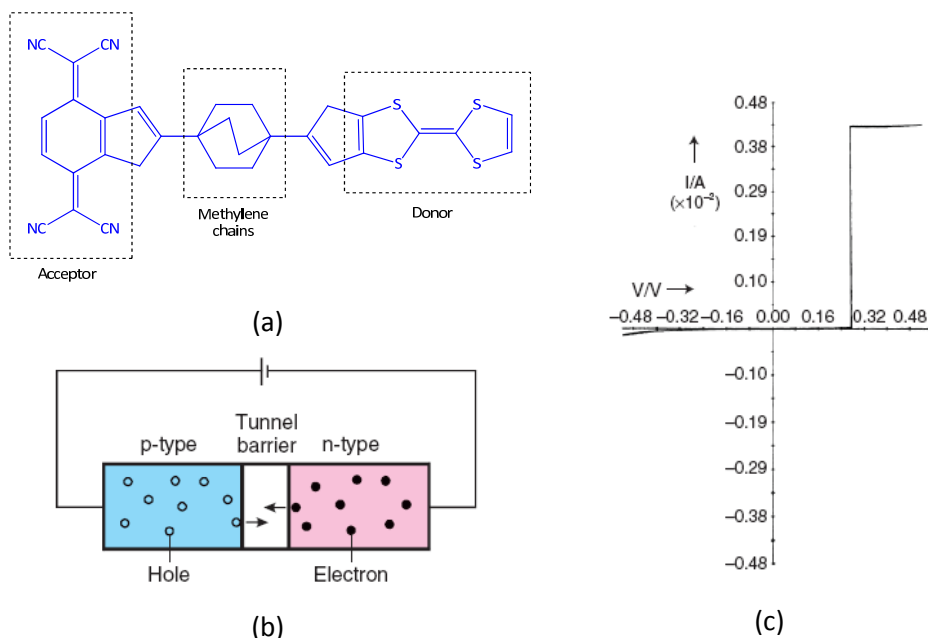 NC CN
S S
S S
NC CN
Methylene
chains
Donor
Acceptor
(a)
Tunnel
barrier
p-type n-type
Hole Electron
(b)
0.48
0.38
I/A
(×10⁻²)
0.29
0.19
0.10
V/V
−0.48 −0.32 −0.16 0.00 0.16 0.32 0.48
−0.10
−0.19
−0.29
−0.38
−0.48
(c)